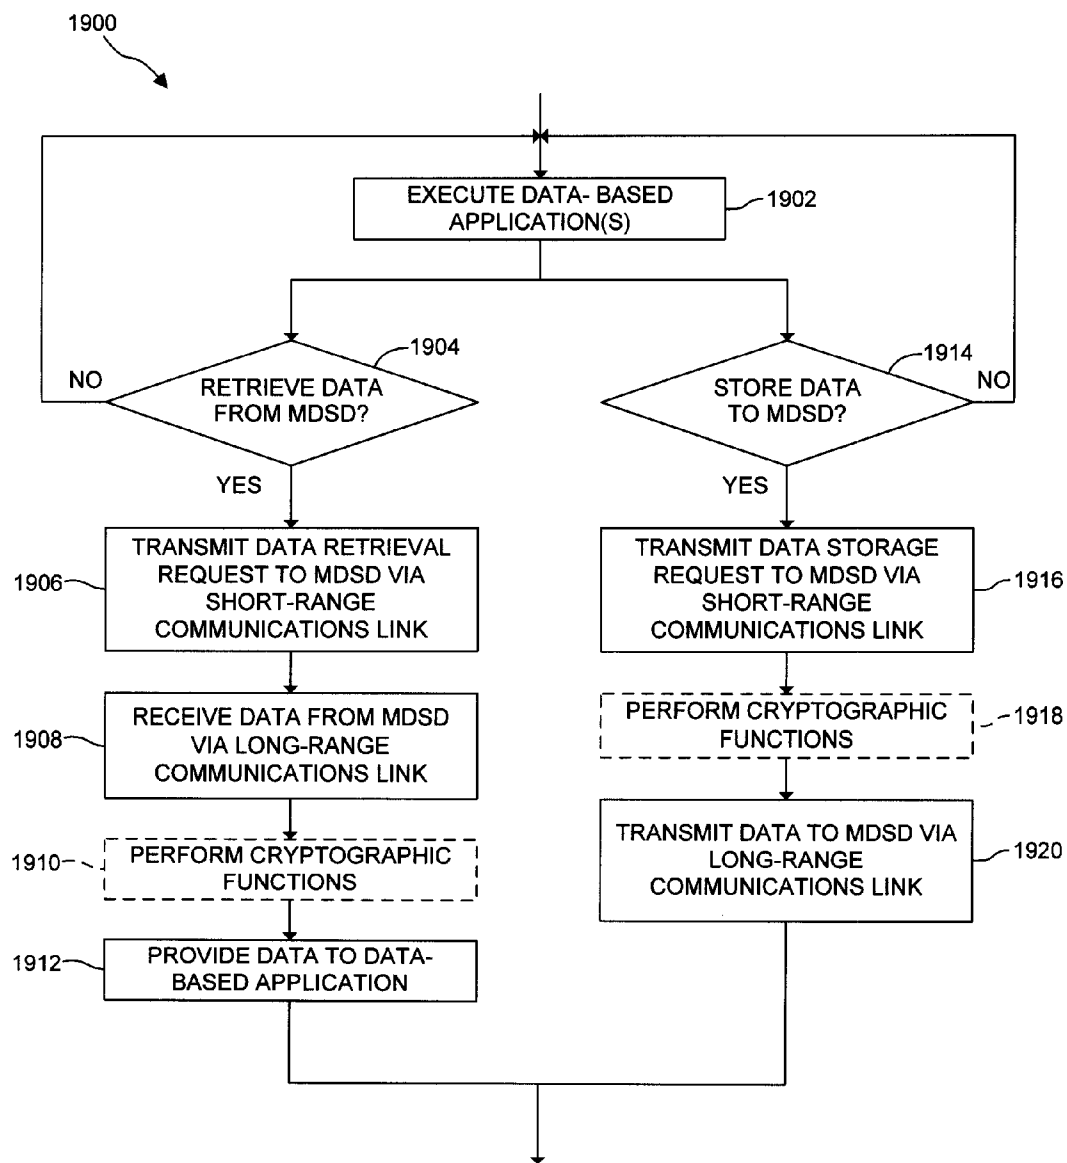 1900
EXECUTE DATA- BASED
APPLICATION(S)
1902
1904
RETRIEVE DATA
FROM MDSD?
NO
YES
1914
STORE DATA
TO MDSD?
NO
YES
1906
TRANSMIT DATA RETRIEVAL
REQUEST TO MDSD VIA
SHORT-RANGE
COMMUNICATIONS LINK
TRANSMIT DATA STORAGE
REQUEST TO MDSD VIA
SHORT-RANGE
COMMUNICATIONS LINK
1916
1908
RECEIVE DATA FROM MDSD
VIA LONG-RANGE
COMMUNICATIONS LINK
PERFORM CRYPTOGRAPHIC
FUNCTIONS
1918
1910
PERFORM CRYPTOGRAPHIC
FUNCTIONS
TRANSMIT DATA TO MDSD VIA
LONG-RANGE
COMMUNICATIONS LINK
1920
1912
PROVIDE DATA TO DATA-
BASED APPLICATION